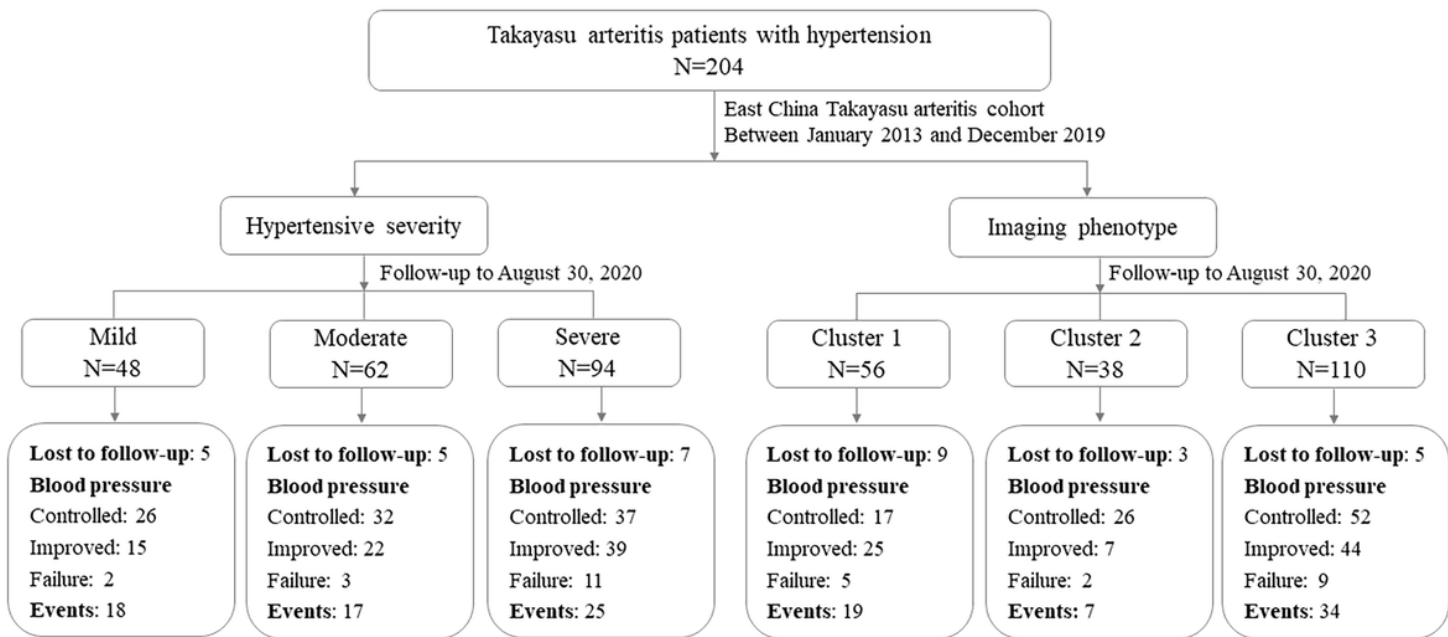 Takayasu arteritis patients with hypertension
N=204
East China Takayasu arteritis cohort
Between January 2013 and December 2019
Hypertensive severity
Imaging phenotype
Follow-up to August 30, 2020
Follow-up to August 30, 2020
Mild
N=48
Moderate
N=62
Severe
N=94
Cluster 1
N=56
Cluster 2
N=38
Cluster 3
N=110
Lost to follow-up: 5
Blood pressure
Controlled: 26
Improved: 15
Failure: 2
Events: 18
Lost to follow-up: 5
Blood pressure
Controlled: 32
Improved: 22
Failure: 3
Events: 17
Lost to follow-up: 7
Blood pressure
Controlled: 37
Improved: 39
Failure: 11
Events: 25
Lost to follow-up: 9
Blood pressure
Controlled: 17
Improved: 25
Failure: 5
Events: 19
Lost to follow-up: 3
Blood pressure
Controlled: 26
Improved: 7
Failure: 2
Events: 7
Lost to follow-up: 5
Blood pressure
Controlled: 52
Improved: 44
Failure: 9
Events: 34